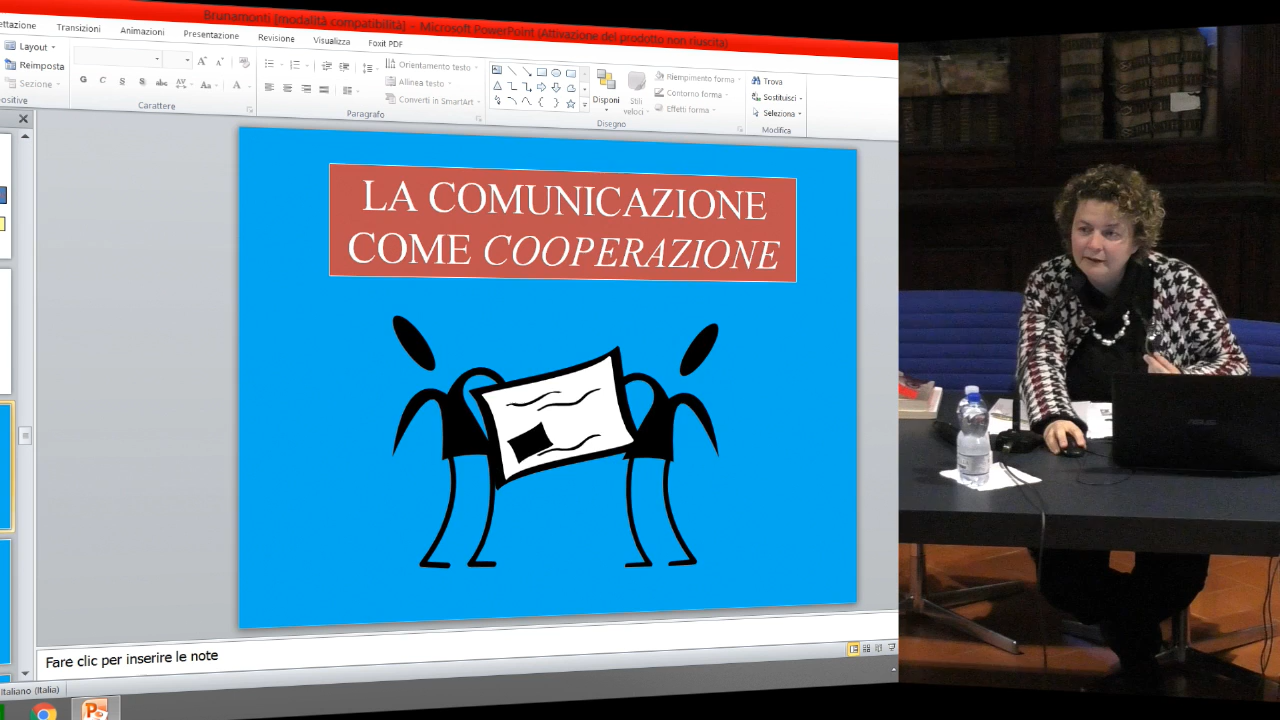 Brunamonti [modalità compatibilità] - Microsoft PowerPoint (Attivazione del prodotto non riuscita)
Transizioni
Animazioni
Presentazione
Revisione
Visualizza
Foxit PDF
Layout
Reimposta
Sezione
Carattere
Orientamento testo
Allinea testo
Converti in SmartArt
Paragrafo
Disponi
Stili
veloci
Riempimento forma
Contorno forma
Effetti forma
Disegno
Trova
Sostituisci
Seleziona
Modifica
LA COMUNICAZIONE
COME COOPERAZIONE
Fare clic per inserire le note
Italiano (Italia)